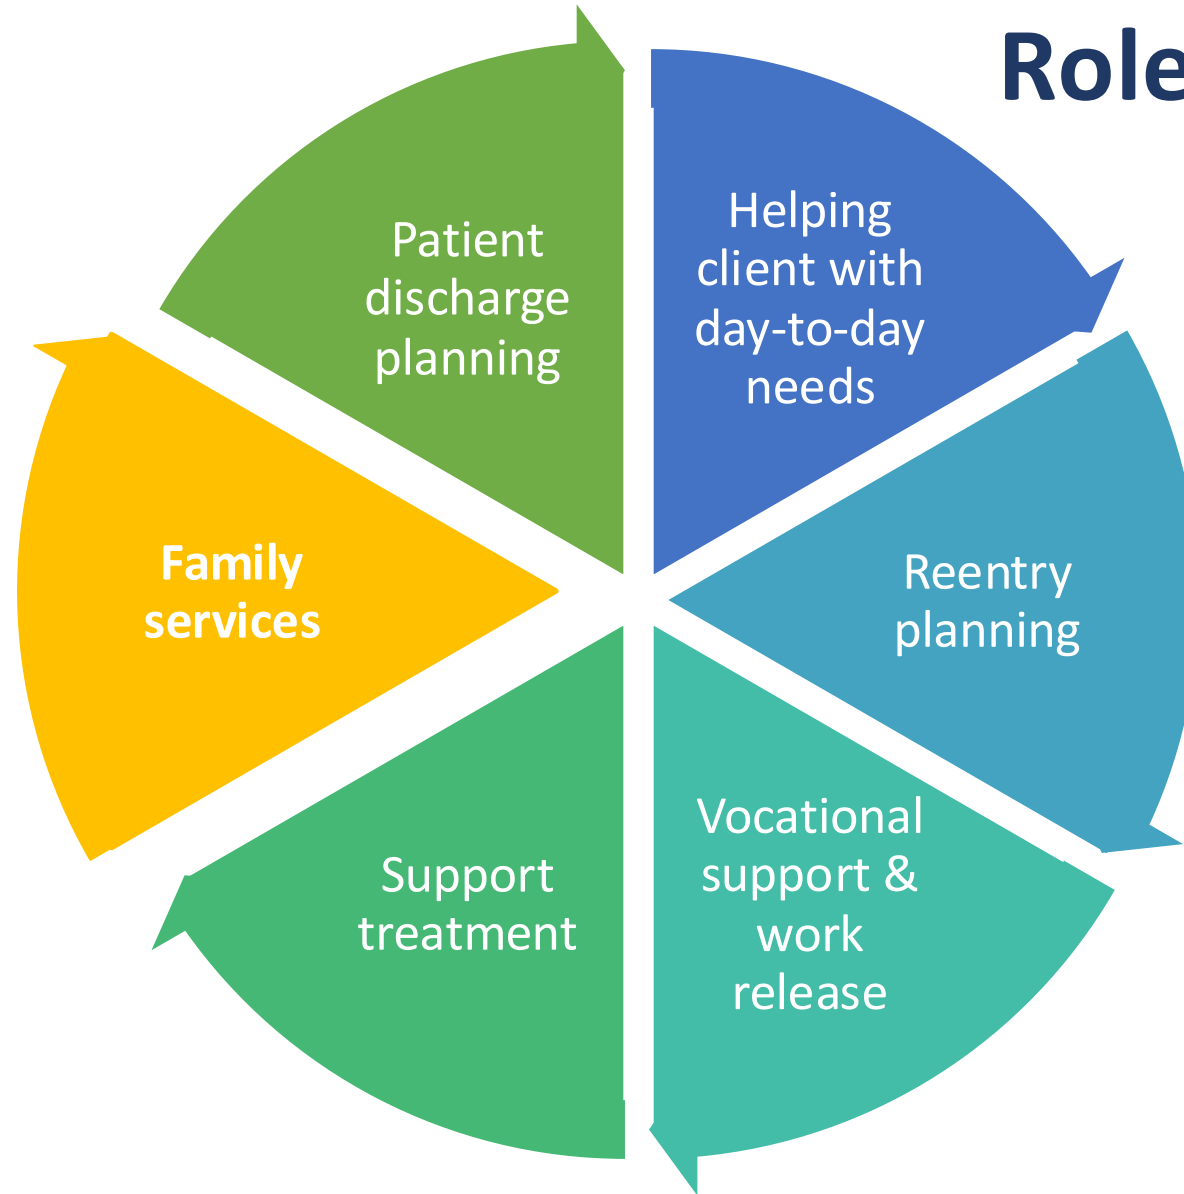 Role
Helping
client with
day-to-day
needs
Reentry
planning
Vocational
support &
work
release
Support
treatment
Family
services
Patient
discharge
planning